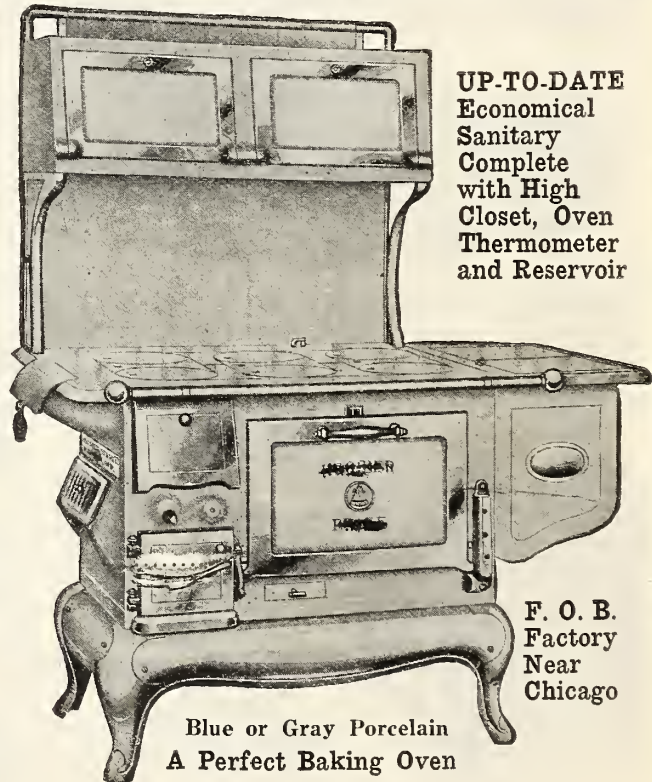 UP-TO-DATE
Economical
Sanitary
Complete
with High
Closet, Oven
Thermometer
and Reservoir
F. O. B.
Factory
Near
Chicago
Blue or Gray Porcelain
A Perfect Baking Oven